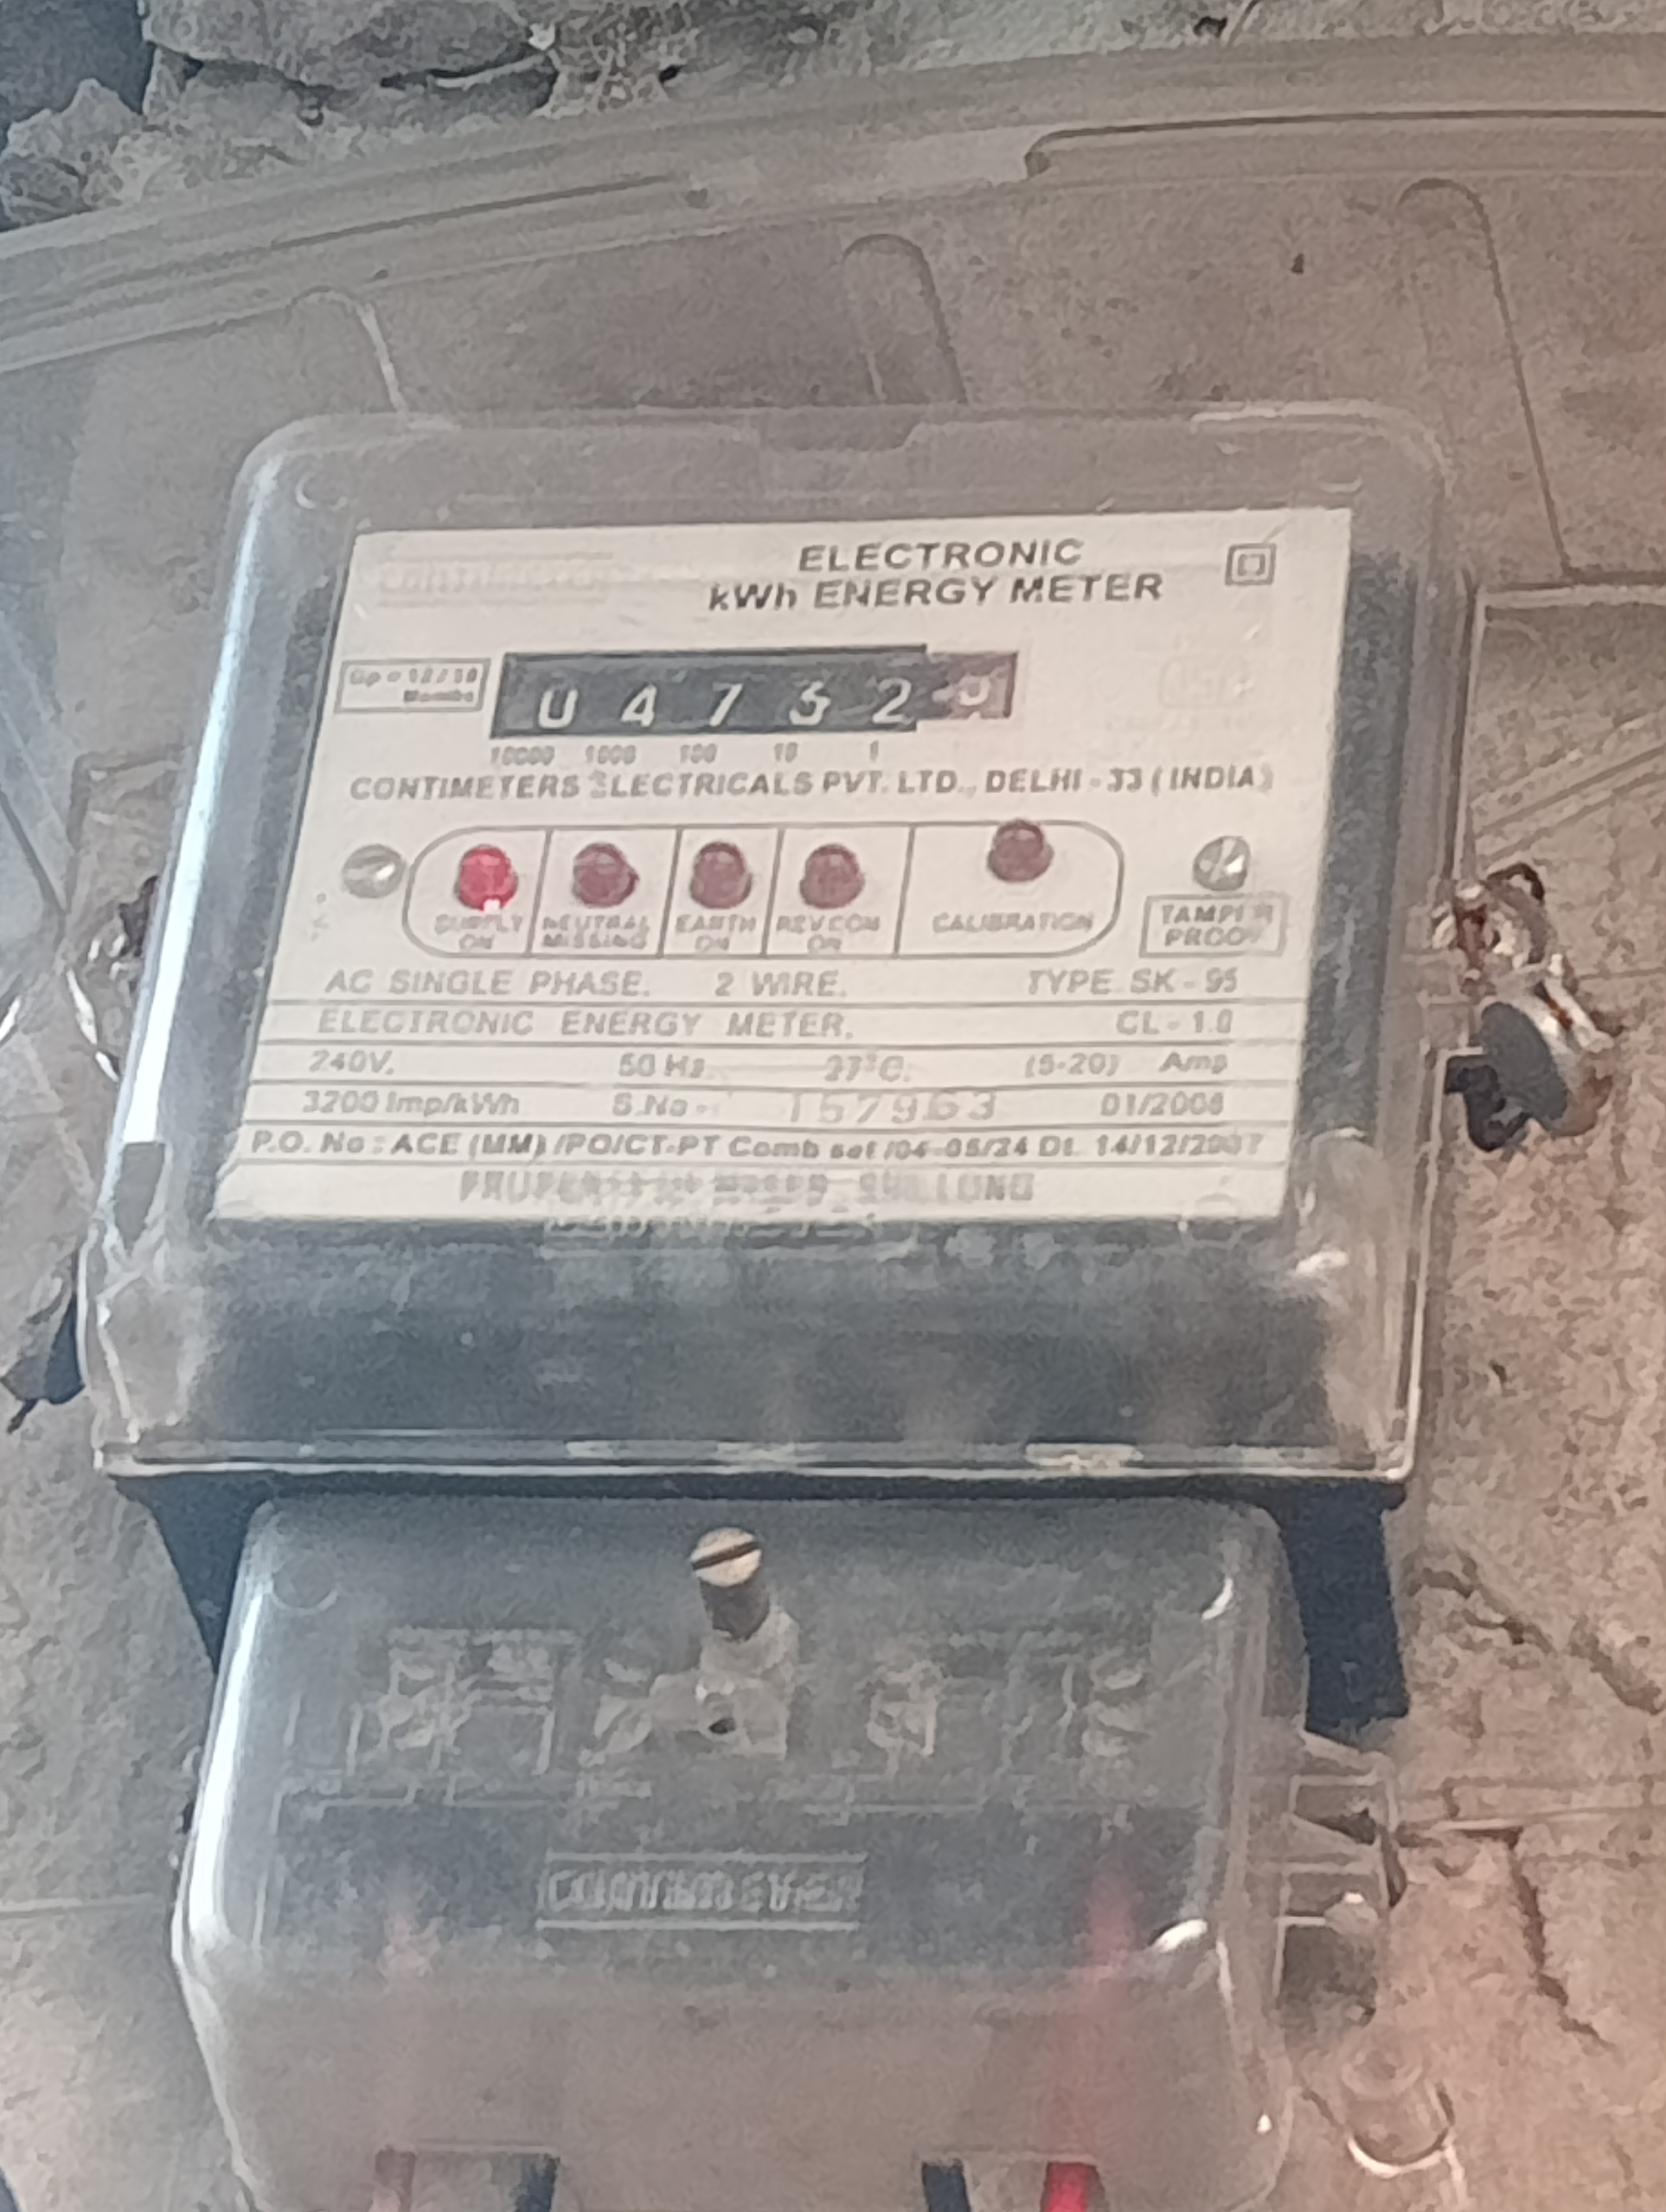 ELECTRONIC
kWh ENERGY METER
0 4 7 3 2
10000 1000 100 10 1
CONTIMETERS ELECTRICALS PVT. LTD., DELHI - 33 ( INDIA )
SUPPLY ON
NEUTRAL MISSING
EARTH ON
REV.CON ON
CALIBRATION
TAMPER PROOF
AC SINGLE PHASE. 2 WIRE. TYPE SK - 95
ELECTRONIC ENERGY METER. CL - 1.0
240V. 50 Hz. 27°C. (5-20) Amp
3200 Imp/kWh S.No - 157963 01/2008
P.O. No : ACE (MM) /PO/CT-PT Comb set /04-05/24 Dt. 14/12/2007